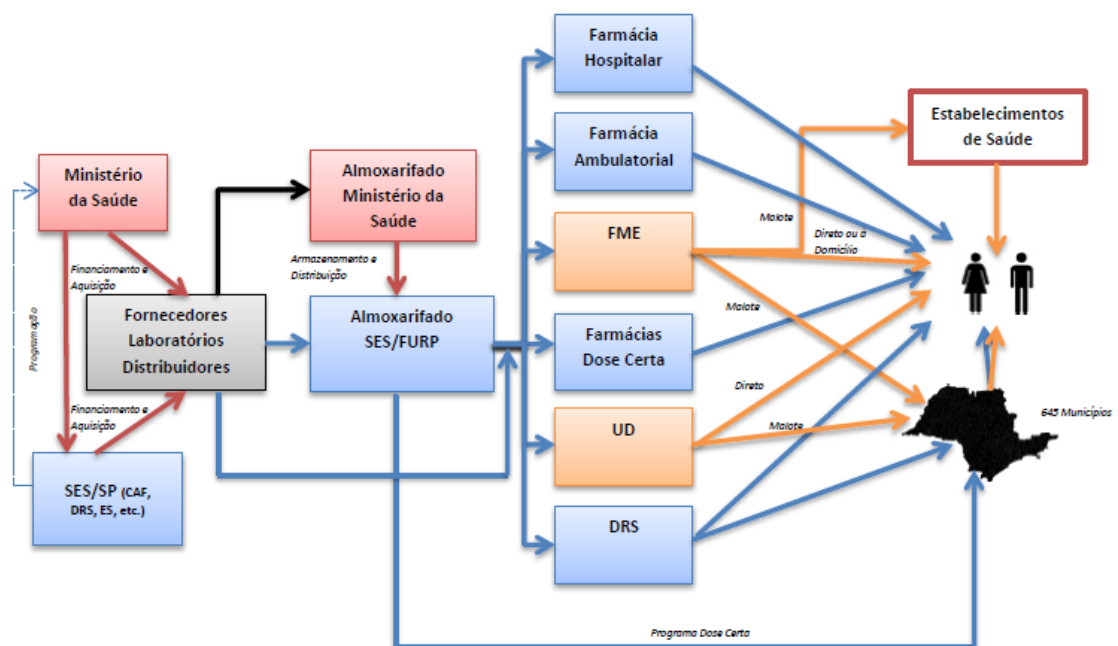 Farmácia
Hospitalar
Estabelecimentos
de Saúde
Farmácia
Ambulatorial
Ministério
da Saúde
Almoxarifado
Ministério da
Saúde
Malote
FME
Direto ou a
Domicílio
Financiamento e
Aquisição
Armazenamento e
Distribuição
Programação
Fornecedores
Laboratórios
Distribuidores
Almoxarifado
SES/FURP
Malote
Farmácias
Dose Certa
Direto
Financiamento e
Aquisição
UD
Malote
645 Municípios
SES/SP (CAF,
DRS, ES, etc.)
DRS
Programa Dose Certa